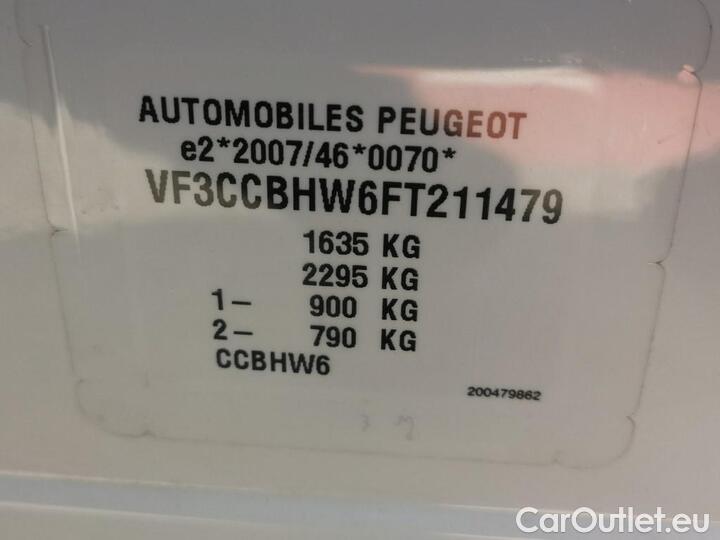 AUTOMOBILES PEUGEOT
e2*2007/46*0070*
VF3CCBHW6FT211479
1635 KG
2295 KG
1– 900 KG
2– 790 KG
CCBHW6
200479862
CarOutlet.eu